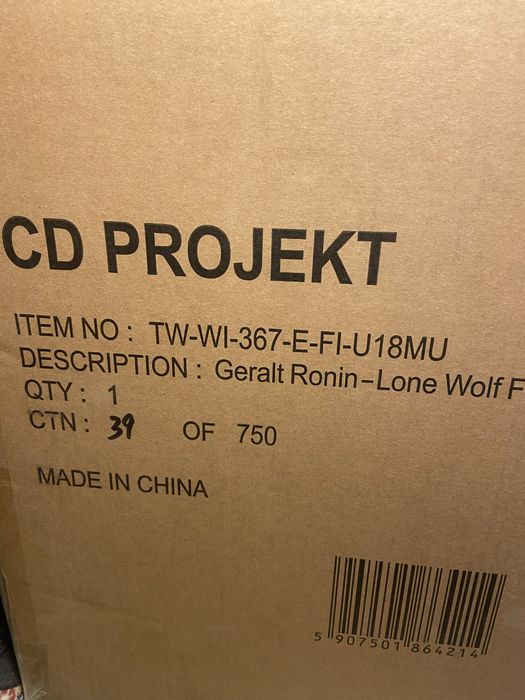 CD PROJEKT
ITEM NO : TW-WI-367-E-FI-U18MU
DESCRIPTION : Geralt Ronin-Lone Wolf F
QTY : 1
CTN : 39 OF 750
MADE IN CHINA
5 907501 864214